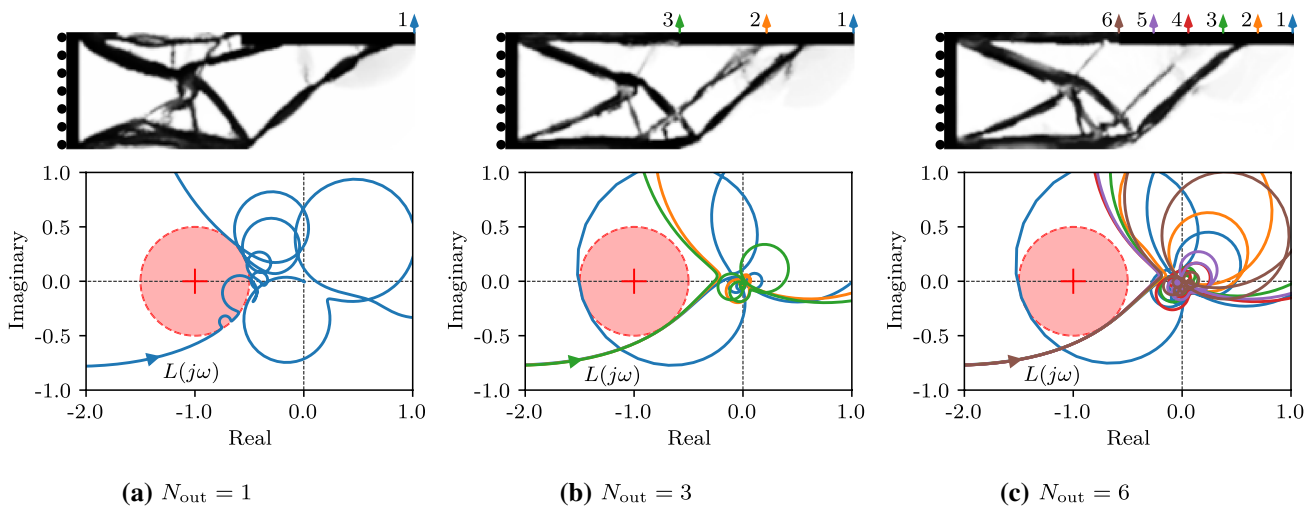 1
3 2 1
6 5 4 3 2 1
1.0
0.5
0.0
-0.5
-1.0
Imaginary
L(jω)
-2.0 -1.0 0.0 1.0
Real
1.0
0.5
0.0
-0.5
-1.0
Imaginary
L(jω)
-2.0 -1.0 0.0 1.0
Real
1.0
0.5
0.0
-0.5
-1.0
Imaginary
L(jω)
-2.0 -1.0 0.0 1.0
Real
(a) N_out = 1
(b) N_out = 3
(c) N_out = 6